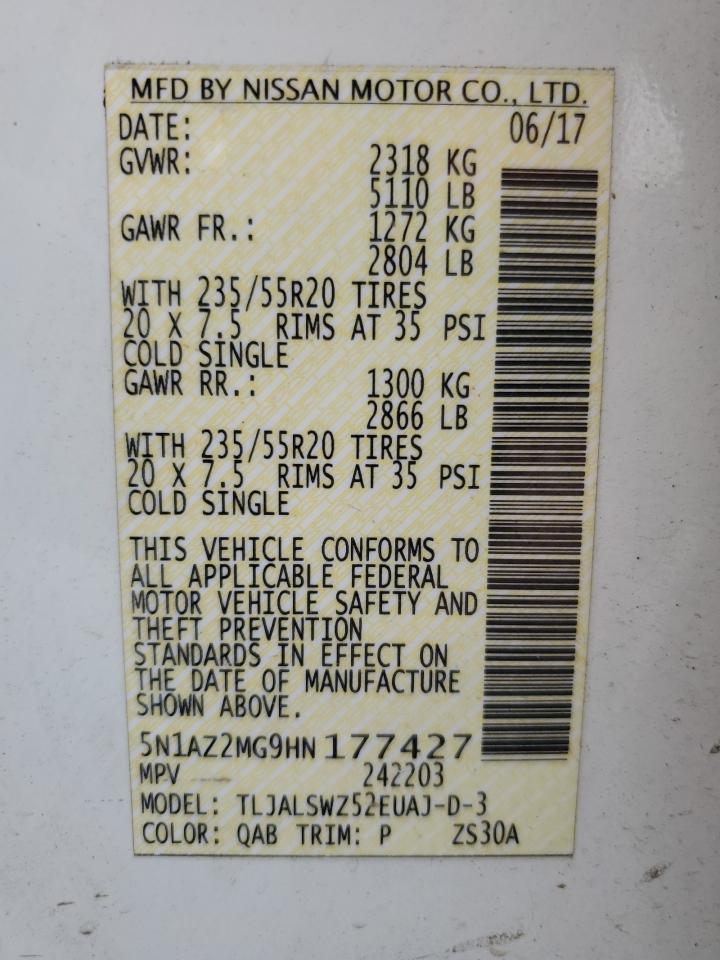 MFD BY NISSAN MOTOR CO., LTD.
DATE: 06/17
GVWR: 2318 KG
5110 LB
GAWR FR.: 1272 KG
2804 LB
WITH 235/55R20 TIRES
20 X 7.5 RIMS AT 35 PSI
COLD SINGLE
GAWR RR.: 1300 KG
2866 LB
WITH 235/55R20 TIRES
20 X 7.5 RIMS AT 35 PSI
COLD SINGLE
THIS VEHICLE CONFORMS TO
ALL APPLICABLE FEDERAL
MOTOR VEHICLE SAFETY AND
THEFT PREVENTION
STANDARDS IN EFFECT ON
THE DATE OF MANUFACTURE
SHOWN ABOVE.
5N1AZ2MG9HN177427
MPV 242203
MODEL: TLJALSWZ52EUAJ-D-3
COLOR: QAB TRIM: P ZS30A